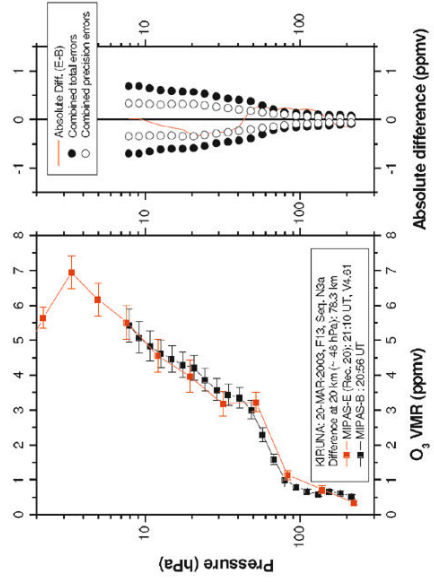 Absolute Diff. (E-B)
Combined total errors
Combined precision errors
10
100
-1
0
1
Absolute difference (ppmv)
KIRUNA: 20-MAR-2003, F13, Seq. N3a
Difference at 20 km (~ 48 hPa): 78.3 km
MIPAS-E (Rec. 20): 21:10 UT, V4.61
MIPAS-B : 20:56 UT
10
100
Pressure (hPa)
0
1
2
3
4
5
6
7
8
O3 VMR (ppmv)